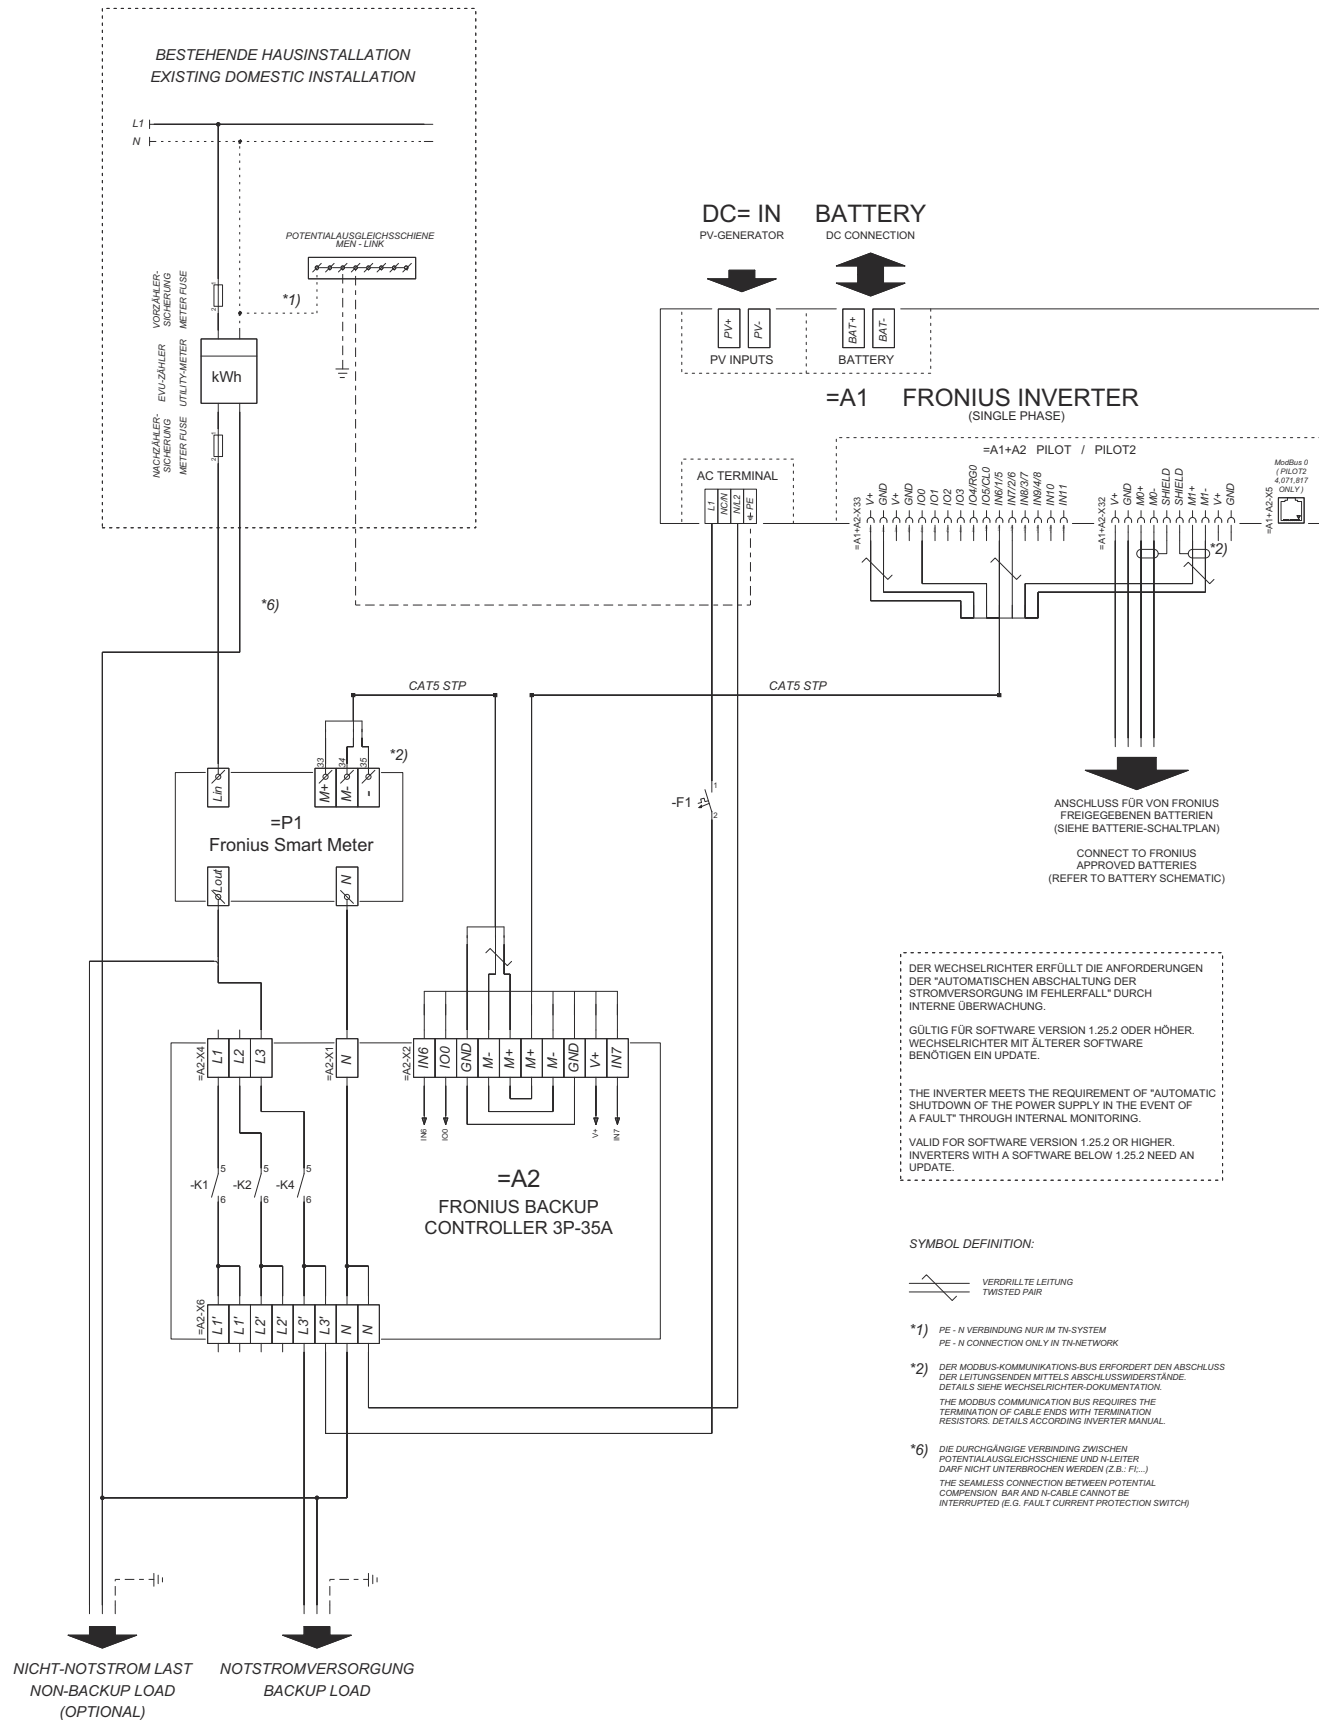 BESTEHENDE HAUSINSTALLATION
EXISTING DOMESTIC INSTALLATION
L1
N
POTENTIALAUSGLEICHSSCHIENE
MEN - LINK
VORZÄHLER-
SICHERUNG
METER FUSE
1
2
*1)
EVU-ZÄHLER
UTILITY-METER
kWh
NACHZÄHLER-
SICHERUNG
METER FUSE
1
2
*6)
DC= IN
PV-GENERATOR
BATTERY
DC CONNECTION
PV+
PV-
PV INPUTS
BAT+
BAT-
BATTERY
=A1 FRONIUS INVERTER
(SINGLE PHASE)
AC TERMINAL
L1
NC/N
N/L2
PE
=A1+A2 PILOT / PILOT2
=A1+A2-X33
V+
GND
V+
GND
IO0
IO1
IO2
IO3
IO4/RG0
IO5/CL0
IN6/1/5
IN7/2/6
IN8/3/7
IN9/4/8
IN10
IN11
=A1+A2-X32
V+
GND
M0+
M0-
SHIELD
SHIELD
M1+
M1-
V+
GND
*2)
=A1+A2-X5
ModBus 0
( PILOT2
4,071,817
ONLY )
CAT5 STP
CAT5 STP
Lin
33
34
35
M+
M-
-
*2)
=P1
Fronius Smart Meter
Lout
N
-F1
1
2
ANSCHLUSS FÜR VON FRONIUS
FREIGEGEBENEN BATTERIEN
(SIEHE BATTERIE-SCHALTPLAN)
CONNECT TO FRONIUS
APPROVED BATTERIES
(REFER TO BATTERY SCHEMATIC)
DER WECHSELRICHTER ERFÜLLT DIE ANFORDERUNGEN
DER "AUTOMATISCHEN ABSCHALTUNG DER
STROMVERSORGUNG IM FEHLERFALL" DURCH
INTERNE ÜBERWACHUNG.
GÜLTIG FÜR SOFTWARE VERSION 1.25.2 ODER HÖHER.
WECHSELRICHTER MIT ÄLTERER SOFTWARE
BENÖTIGEN EIN UPDATE.
THE INVERTER MEETS THE REQUIREMENT OF "AUTOMATIC
SHUTDOWN OF THE POWER SUPPLY IN THE EVENT OF
A FAULT" THROUGH INTERNAL MONITORING.
VALID FOR SOFTWARE VERSION 1.25.2 OR HIGHER.
INVERTERS WITH A SOFTWARE BELOW 1.25.2 NEED AN
UPDATE.
=A2-X4
L1
L2
L3
=A2-X1
N
=A2-X2
IN6
IO0
GND
M-
M+
M+
M-
GND
V+
IN7
IN6
IO0
V+
IN7
-K1
5
6
-K2
5
6
-K4
5
6
=A2
FRONIUS BACKUP
CONTROLLER 3P-35A
=A2-X6
L1'
L1'
L2'
L2'
L3'
L3'
N
N
SYMBOL DEFINITION:
VERDRILLTE LEITUNG
TWISTED PAIR
*1) PE - N VERBINDUNG NUR IM TN-SYSTEM
PE - N CONNECTION ONLY IN TN-NETWORK
*2) DER MODBUS-KOMMUNIKATIONS-BUS ERFORDERT DEN ABSCHLUSS
DER LEITUNGSENDEN MITTELS ABSCHLUSSWIDERSTÄNDE.
DETAILS SIEHE WECHSELRICHTER-DOKUMENTATION.
THE MODBUS COMMUNICATION BUS REQUIRES THE
TERMINATION OF CABLE ENDS WITH TERMINATION
RESISTORS. DETAILS ACCORDING INVERTER MANUAL.
*6) DIE DURCHGÄNGIGE VERBINDING ZWISCHEN
POTENTIALAUSGLEICHSSCHIENE UND N-LEITER
DARF NICHT UNTERBROCHEN WERDEN (Z.B.: FI;...)
THE SEAMLESS CONNECTION BETWEEN POTENTIAL
COMPENSION BAR AND N-CABLE CANNOT BE
INTERRUPTED (E.G. FAULT CURRENT PROTECTION SWITCH)
NICHT-NOTSTROM LAST
NON-BACKUP LOAD
(OPTIONAL)
NOTSTROMVERSORGUNG
BACKUP LOAD